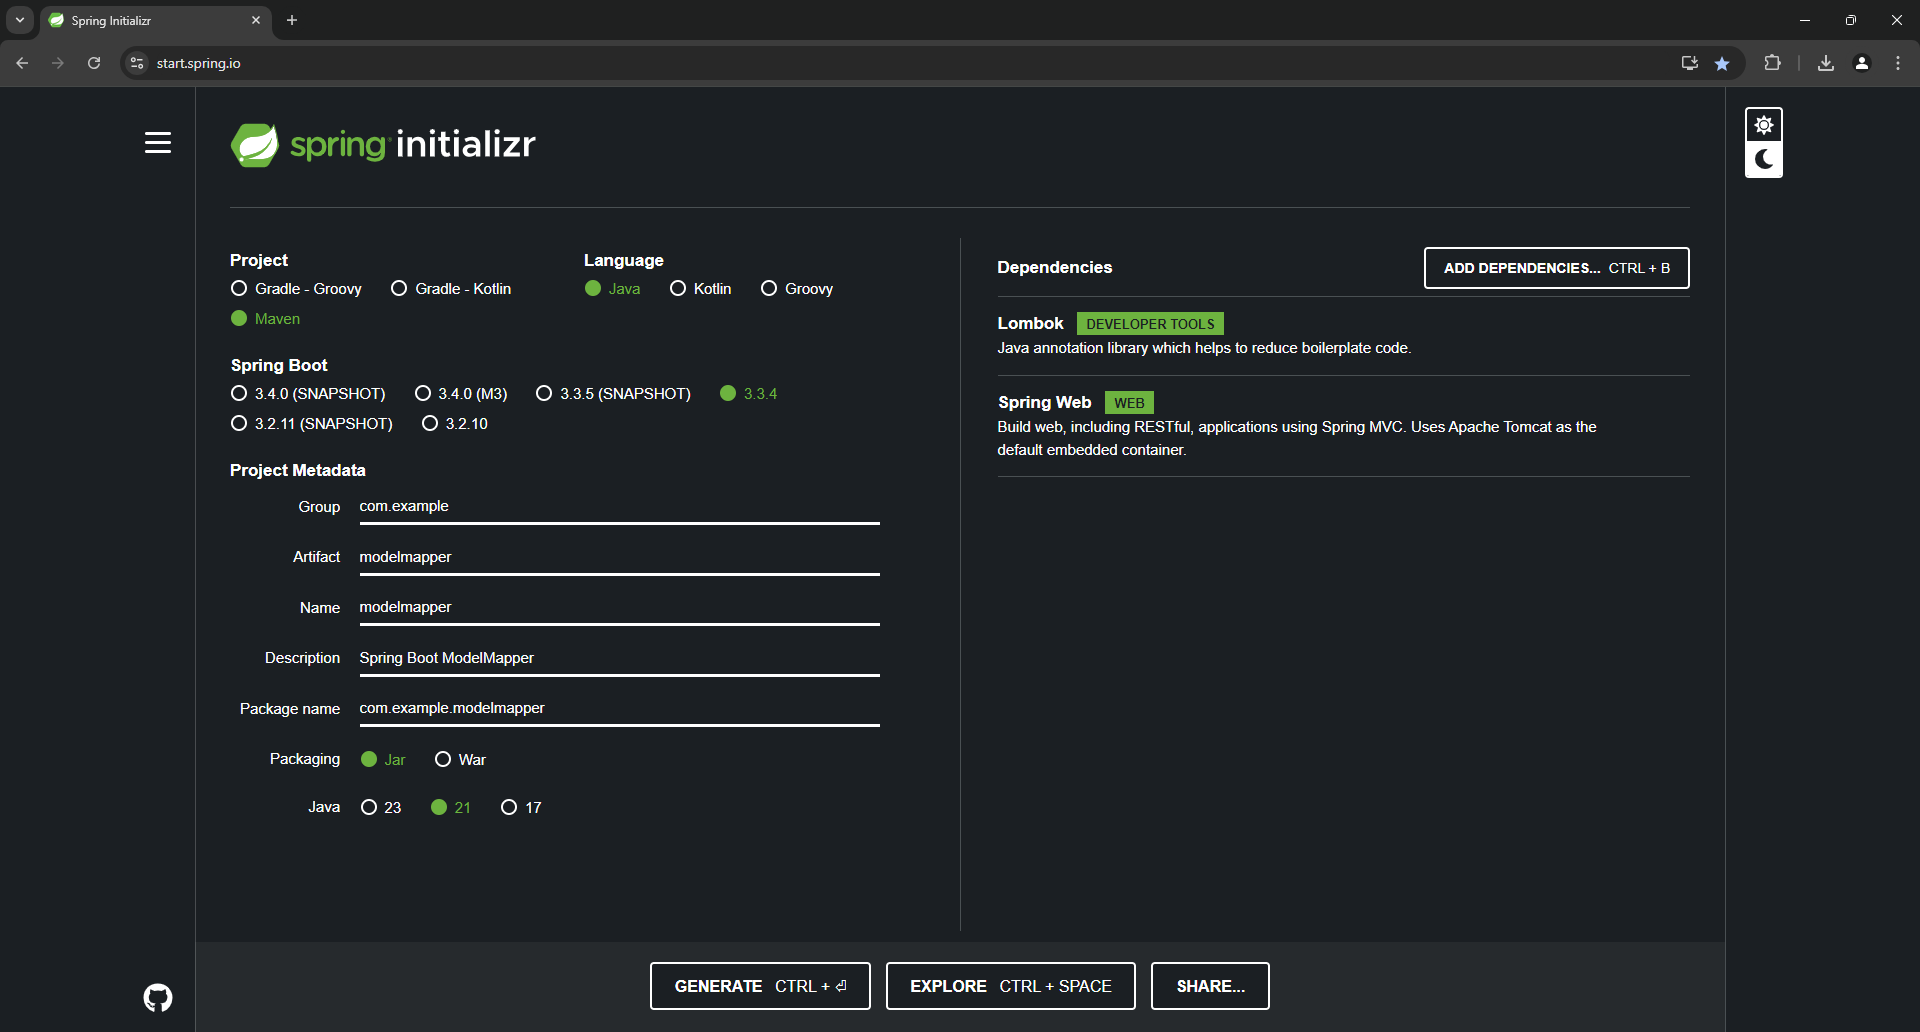 Spring Initializr
start.spring.io
spring initializr
Project
Gradle - Groovy Gradle - Kotlin
Maven
Language
Java Kotlin Groovy
Spring Boot
3.4.0 (SNAPSHOT) 3.4.0 (M3) 3.3.5 (SNAPSHOT) 3.3.4
3.2.11 (SNAPSHOT) 3.2.10
Project Metadata
Group com.example
Artifact modelmapper
Name modelmapper
Description Spring Boot ModelMapper
Package name com.example.modelmapper
Packaging Jar War
Java 23 21 17
Dependencies
ADD DEPENDENCIES... CTRL + B
Lombok DEVELOPER TOOLS
Java annotation library which helps to reduce boilerplate code.
Spring Web WEB
Build web, including RESTful, applications using Spring MVC. Uses Apache Tomcat as the
default embedded container.
GENERATE CTRL + ⏎
EXPLORE CTRL + SPACE
SHARE...